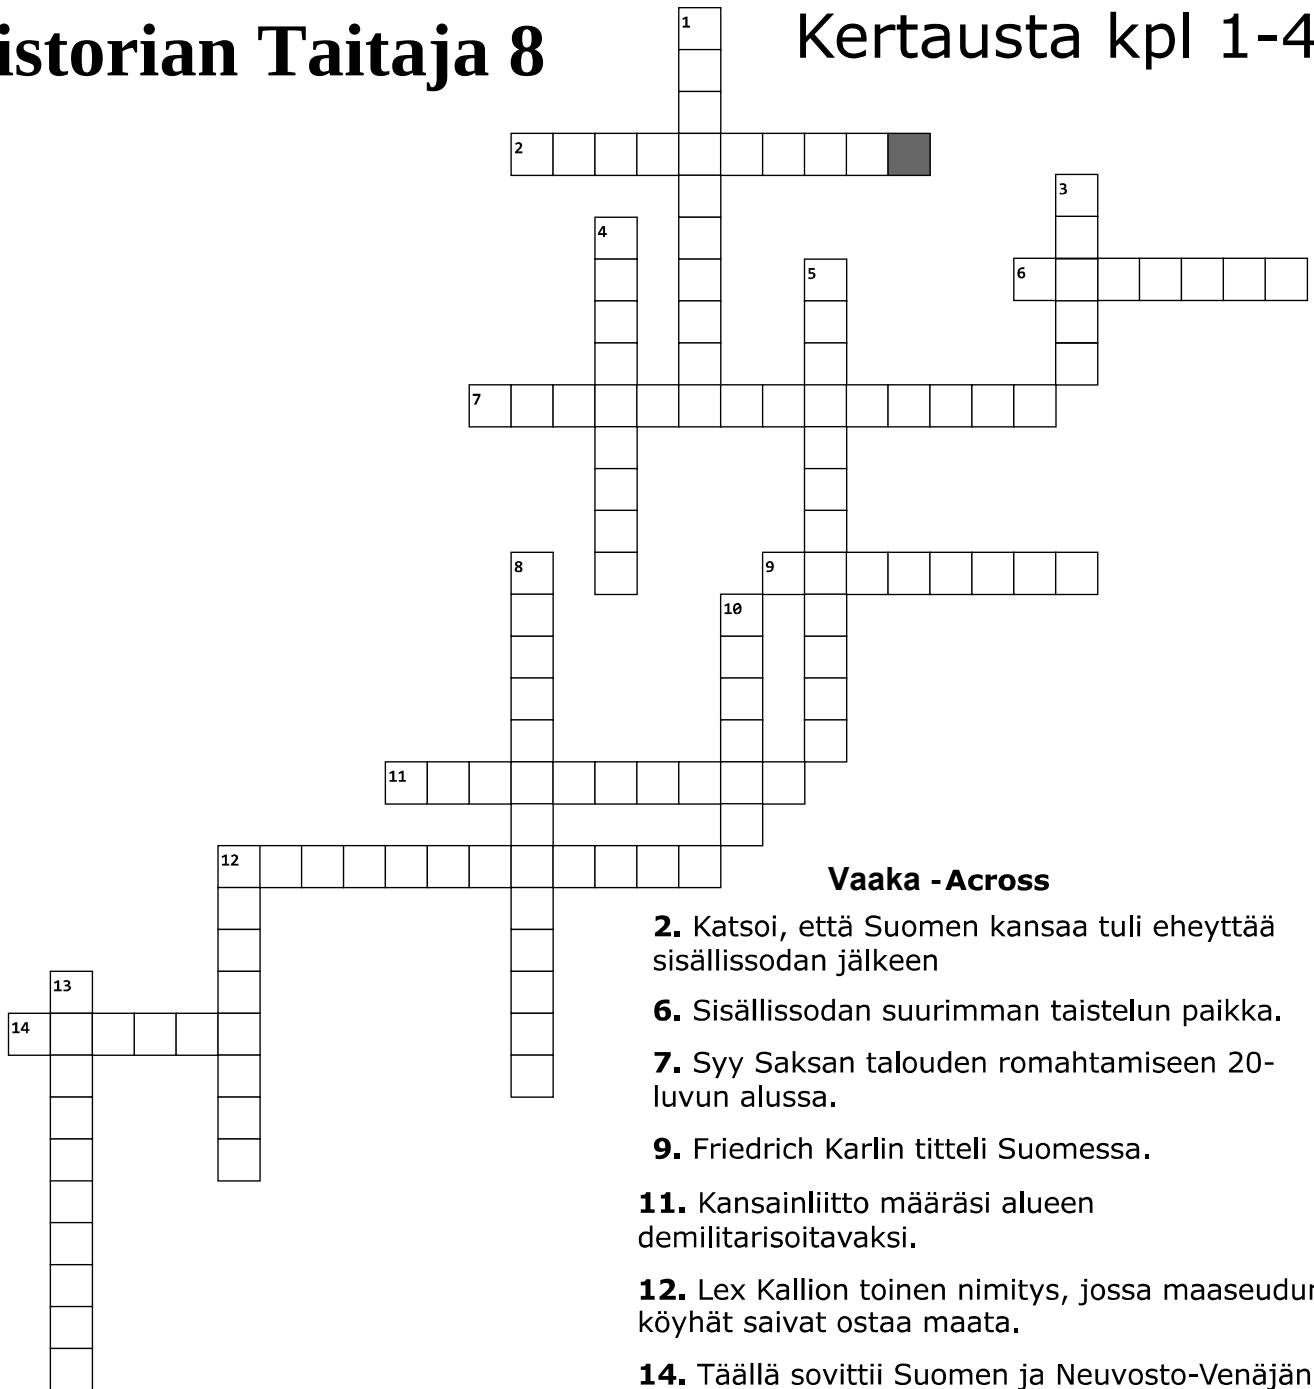 istorian Taitaja 8
Kertausta kpl 1-4
1
2
3
4
5
6
7
8
9
10
11
12
13
14
Vaaka - Across
2. Katsoi, että Suomen kansaa tuli eheyttää
sisällissodan jälkeen
6. Sisällissodan suurimman taistelun paikka.
7. Syy Saksan talouden romahtamiseen 20-
luvun alussa.
9. Friedrich Karlin titteli Suomessa.
11. Kansainliitto määräsi alueen
demilitarisoitavaksi.
12. Lex Kallion toinen nimitys, jossa maaseudun
köyhät saivat ostaa maata.
14. Täällä sovittii Suomen ja Neuvosto-Venäjän